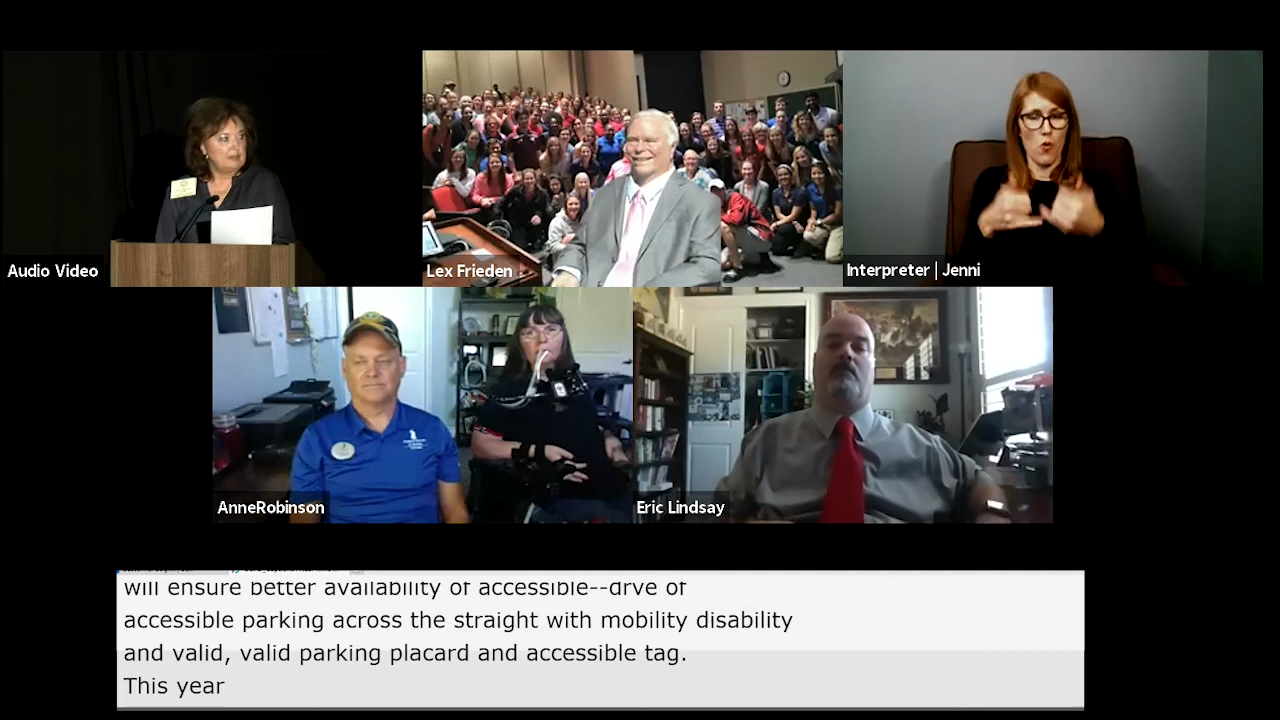 Audio Video
Lex Frieden
Interpreter | Jenni
AnneRobinson
Eric Lindsay
will ensure better availability of accessible--drve of
accessible parking across the straight with mobility disability
and valid, valid parking placard and accessible tag.
This year